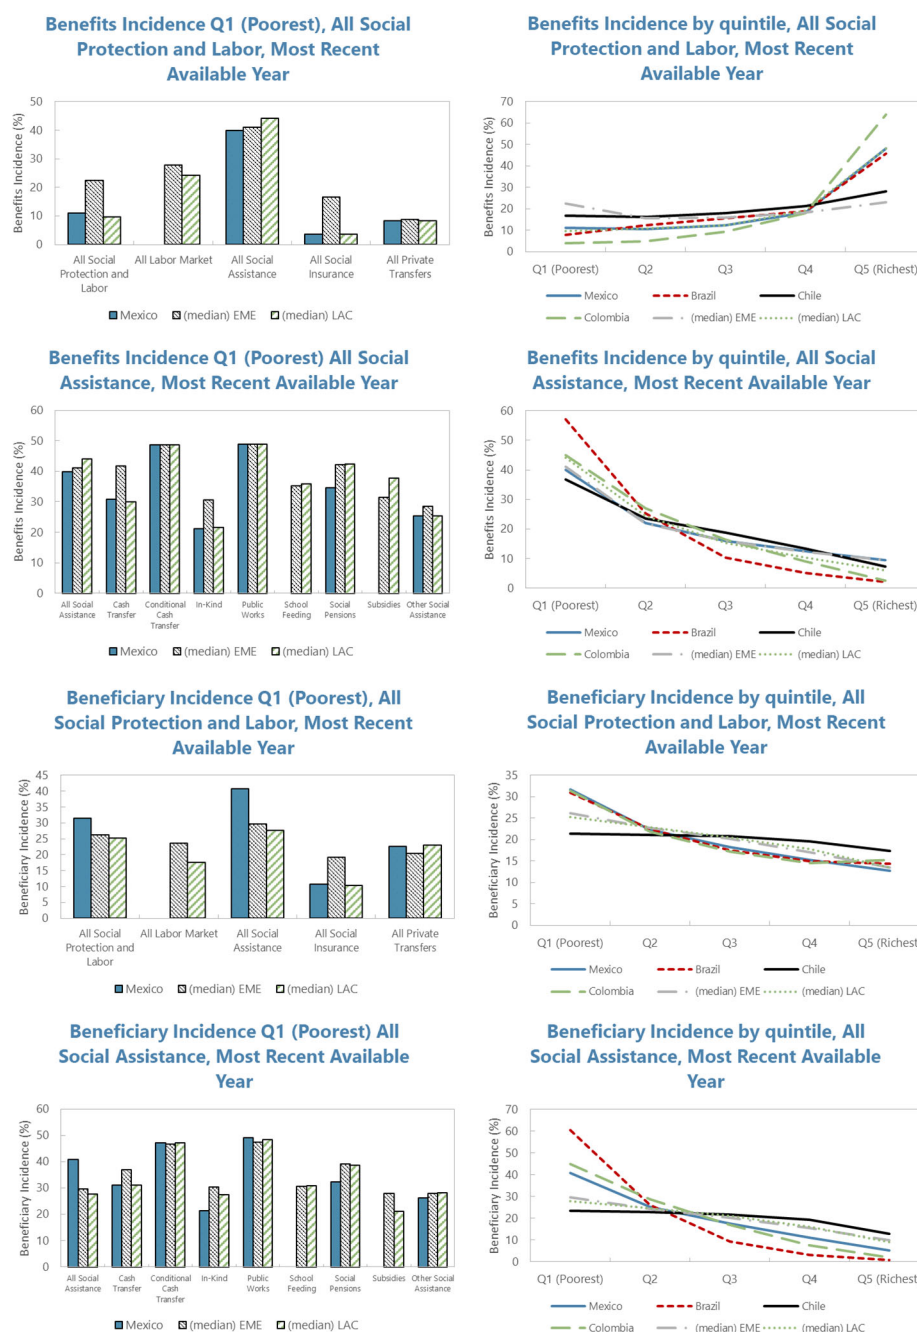 Benefits Incidence Q1 (Poorest), All Social
Protection and Labor, Most Recent
Available Year
Benefits Incidence (%)
50
40
30
20
10
0
All Social
Protection and
Labor
All Labor Market
All Social
Assistance
All Social
Insurance
All Private
Transfers
Mexico
(median) EME
(median) LAC
Benefits Incidence by quintile, All Social
Protection and Labor, Most Recent
Available Year
Benefits Incidence (%)
70
60
50
40
30
20
10
0
Q1 (Poorest)
Q2
Q3
Q4
Q5 (Richest)
Mexico
Brazil
Chile
Colombia
(median) EME
(median) LAC
Benefits Incidence Q1 (Poorest) All Social
Assistance, Most Recent Available Year
Benefits Incidence (%)
60
50
40
30
20
10
0
All Social
Assistance
Cash
Transfer
Conditional
Cash
Transfer
In-Kind
Public
Works
School
Feeding
Social
Pensions
Subsidies
Other Social
Assistance
Mexico
(median) EME
(median) LAC
Benefits Incidence by quintile, All Social
Assistance, Most Recent Available Year
Benefits Incidence (%)
60
50
40
30
20
10
0
Q1 (Poorest)
Q2
Q3
Q4
Q5 (Richest)
Mexico
Brazil
Chile
Colombia
(median) EME
(median) LAC
Beneficiary Incidence Q1 (Poorest), All
Social Protection and Labor, Most Recent
Available Year
Beneficiary Incidence (%)
45
40
35
30
25
20
15
10
5
0
All Social
Protection and
Labor
All Labor Market
All Social
Assistance
All Social
Insurance
All Private
Transfers
Mexico
(median) EME
(median) LAC
Beneficiary Incidence by quintile, All
Social Protection and Labor, Most Recent
Available Year
Beneficiary Incidence (%)
35
30
25
20
15
10
5
0
Q1 (Poorest)
Q2
Q3
Q4
Q5 (Richest)
Mexico
Brazil
Chile
Colombia
(median) EME
(median) LAC
Beneficiary Incidence Q1 (Poorest) All
Social Assistance, Most Recent Available
Year
Beneficiary Incidence (%)
60
50
40
30
20
10
0
All Social
Assistance
Cash
Transfer
Conditional
Cash
Transfer
In-Kind
Public
Works
School
Feeding
Social
Pensions
Subsidies
Other Social
Assistance
Mexico
(median) EME
(median) LAC
Beneficiary Incidence by quintile, All
Social Assistance, Most Recent Available
Year
Beneficiary Incidence (%)
70
60
50
40
30
20
10
0
Q1 (Poorest)
Q2
Q3
Q4
Q5 (Richest)
Mexico
Brazil
Chile
Colombia
(median) EME
(median) LAC